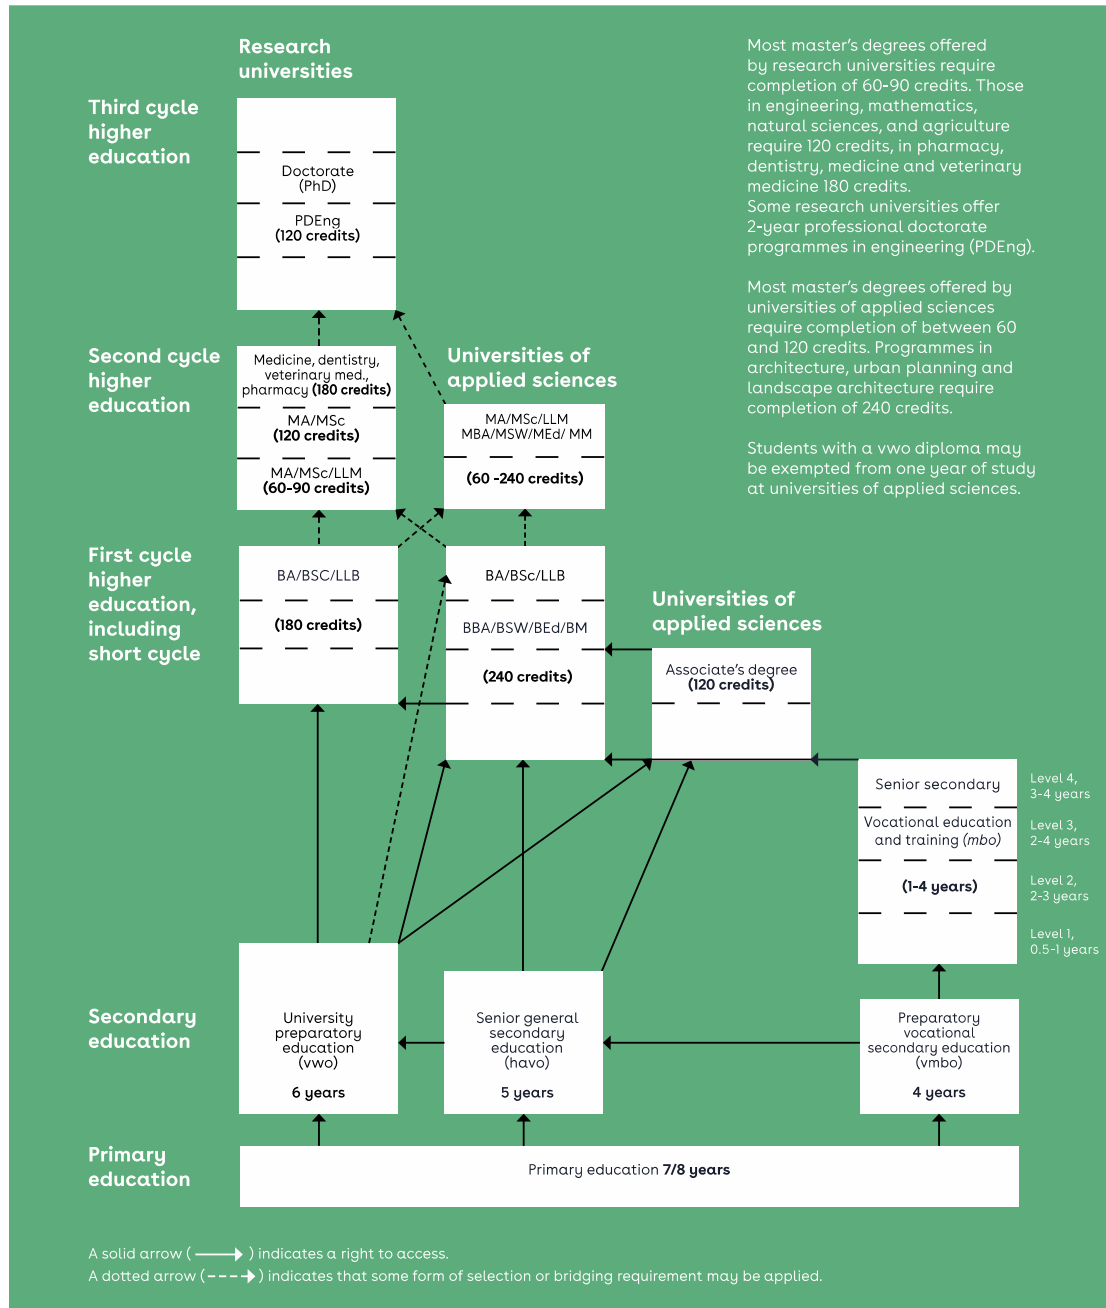 Research
universities
Third cycle
higher
education
Doctorate
(PhD)
PDEng
(120 credits)
Most master's degrees offered
by research universities require
completion of 60-90 credits. Those
in engineering, mathematics,
natural sciences, and agriculture
require 120 credits, in pharmacy,
dentistry, medicine and veterinary
medicine 180 credits.
Some research universities offer
2-year professional doctorate
programmes in engineering (PDEng).
Most master's degrees offered by
universities of applied sciences
require completion of between 60
and 120 credits. Programmes in
architecture, urban planning and
landscape architecture require
completion of 240 credits.
Students with a vwo diploma may
be exempted from one year of study
at universities of applied sciences.
Second cycle
higher
education
Medicine, dentistry,
veterinary med.,
pharmacy (180 credits)
MA/MSc
(120 credits)
MA/MSc/LLM
(60-90 credits)
Universities of
applied sciences
MA/MSc/LLM
MBA/MSW/MEd/ MM
(60 -240 credits)
First cycle
higher
education,
including
short cycle
BA/BSC/LLB
(180 credits)
BA/BSc/LLB
BBA/BSW/BEd/BM
(240 credits)
Universities of
applied sciences
Associate's degree
(120 credits)
Senior secondary
Vocational education
and training (mbo)
(1-4 years)
Level 4,
3-4 years
Level 3,
2-4 years
Level 2,
2-3 years
Level 1,
0.5-1 years
Secondary
education
University
preparatory
education
(vwo)
6 years
Senior general
secondary
education
(havo)
5 years
Preparatory
vocational
secondary education
(vmbo)
4 years
Primary
education
Primary education 7/8 years
A solid arrow ( ) indicates a right to access.
A dotted arrow ( ) indicates that some form of selection or bridging requirement may be applied.